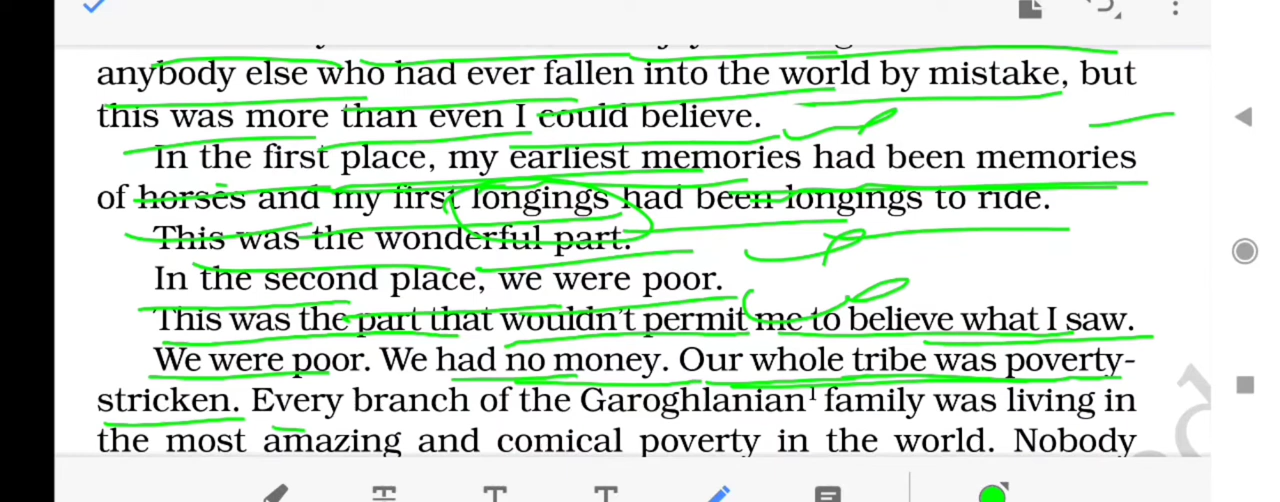 anybody else who had ever fallen into the world by mistake, but
this was more than even I could believe.
In the first place, my earliest memories had been memories
of horses and my first longings had been longings to ride.
This was the wonderful part.
In the second place, we were poor.
This was the part that wouldn't permit me to believe what I saw.
We were poor. We had no money. Our whole tribe was poverty-
stricken. Every branch of the Garoghlanian¹ family was living in
the most amazing and comical poverty in the world. Nobody